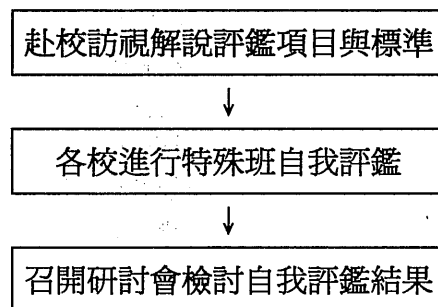 赴校訪視解說評鑑項目與標準
↓
各校進行特殊班自我評鑑
↓
召開研討會檢討自我評鑑結果